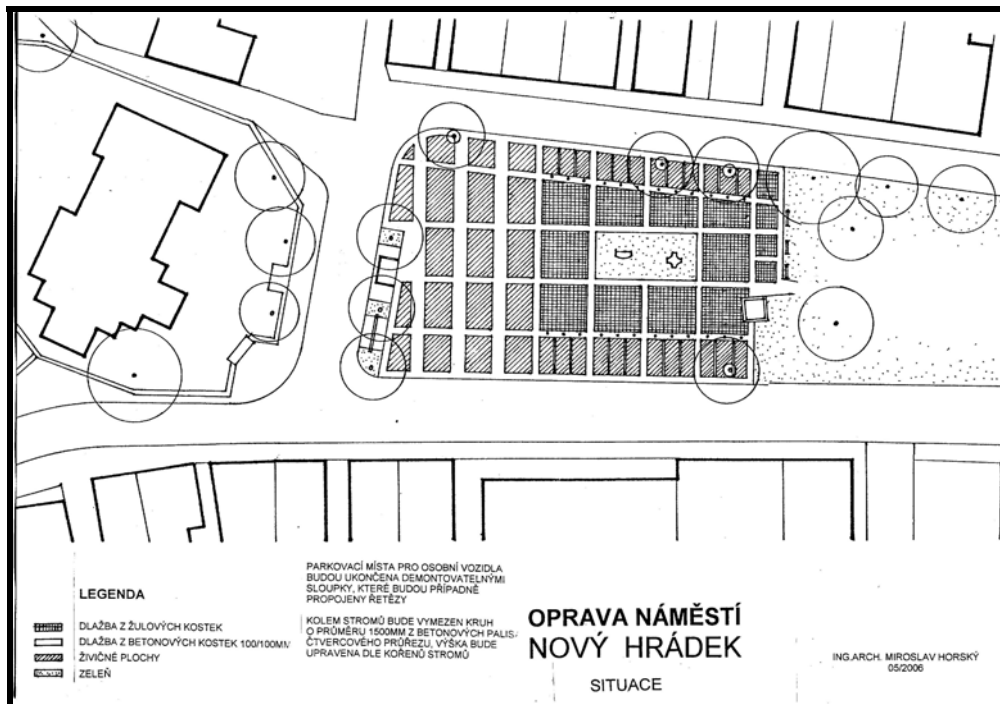 LEGENDA
DLAŽBA Z ŽULOVÝCH KOSTEK
DLAŽBA Z BETONOVÝCH KOSTEK 100/100MM
ŽIVIČNÉ PLOCHY
ZELEŇ
PARKOVACÍ MÍSTA PRO OSOBNÍ VOZIDLA
BUDOU UKONČENA DEMONTOVATELNÝMI
SLOUPKY, KTERÉ BUDOU PŘÍPADNĚ
PROPOJENY ŘETĚZY
KOLEM STROMŮ BUDE VYMEZEN KRUH
O PRŮMĚRU 1500MM Z BETONOVÝCH PALIS.
ČTVERCOVÉHO PRŮŘEZU, VÝŠKA BUDE
UPRAVENA DLE KOŘENŮ STROMŮ
OPRAVA NÁMĚSTÍ
NOVÝ HRÁDEK
SITUACE
ING.ARCH. MIROSLAV HORSKÝ
05/2006